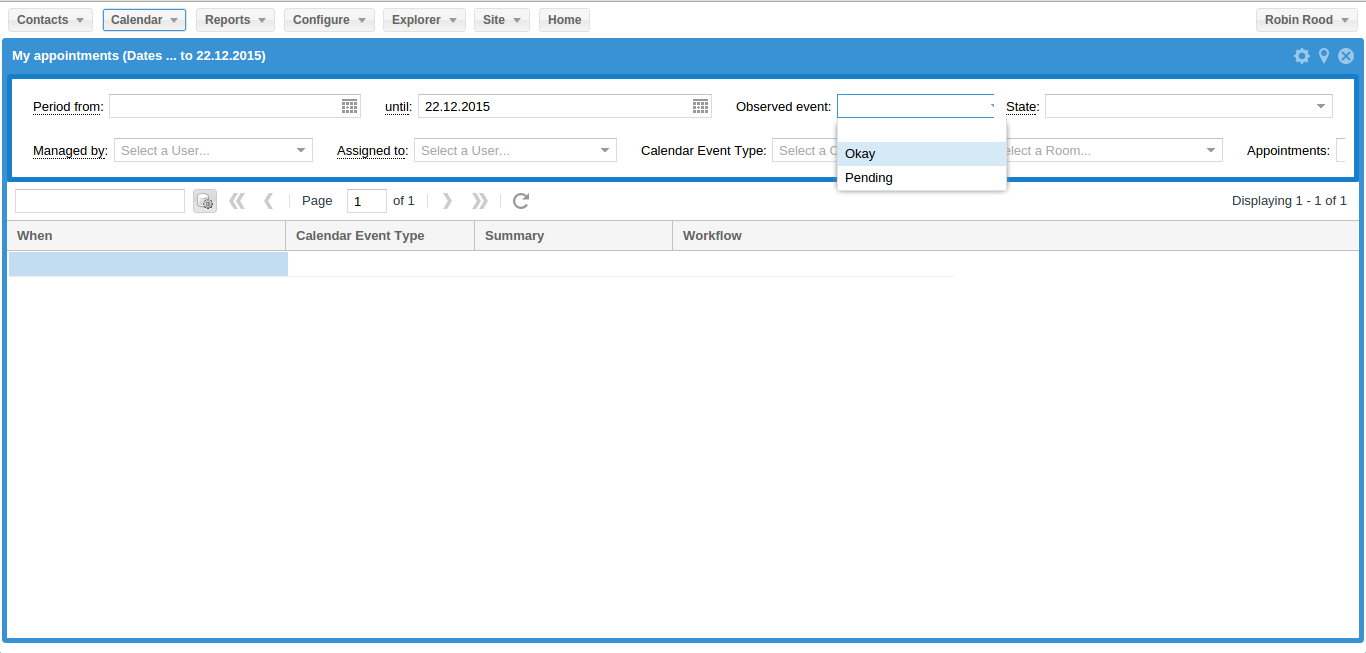 Contacts Calendar Reports Configure Explorer Site Home Robin Rood
My appointments (Dates ... to 22.12.2015)
Period from: until: 22.12.2015 Observed event: State:
Managed by: Select a User... Assigned to: Select a User... Calendar Event Type: Select a elect a Room... Appointments:
Okay
Pending
Page 1 of 1 Displaying 1 - 1 of 1
When Calendar Event Type Summary Workflow